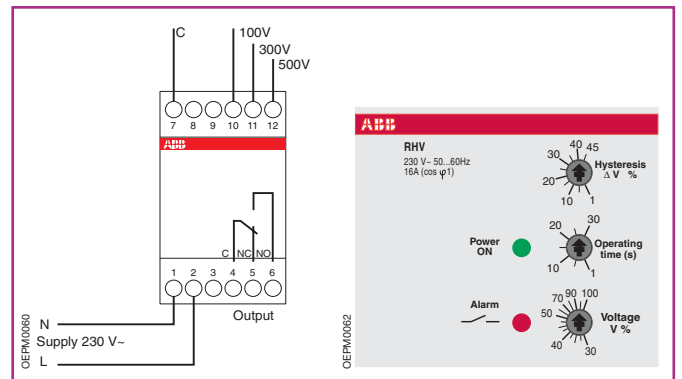 C
100V
300V
500V
7 8 9 10 11 12
ABB
C NC NO
4 5 6
1 2 3
Output
N
Supply 230 V~
L
OEPM0060
ABB
RHV
230 V~ 50...60Hz
16A (cos φ1)
40 45
30
20
10 1
Hysteresis
Δ V %
Power
ON
30
20
10 1
Operating
time (s)
Alarm
70 90 100
50
40
30
Voltage
V %
OEPM0062